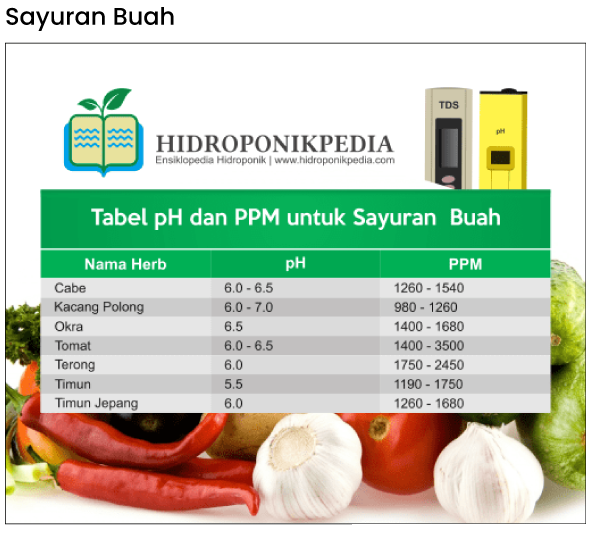 Sayuran Buah
HIDROPONIKPEDIA
Ensiklopedia Hidroponik | www.hidroponikpedia.com
TDS
pH
Tabel pH dan PPM untuk Sayuran Buah
Nama Herb pH PPM
Cabe 6.0 - 6.5 1260 - 1540
Kacang Polong 6.0 - 7.0 980 - 1260
Okra 6.5 1400 - 1680
Tomat 6.0 - 6.5 1400 - 3500
Terong 6.0 1750 - 2450
Timun 5.5 1190 - 1750
Timun Jepang 6.0 1260 - 1680